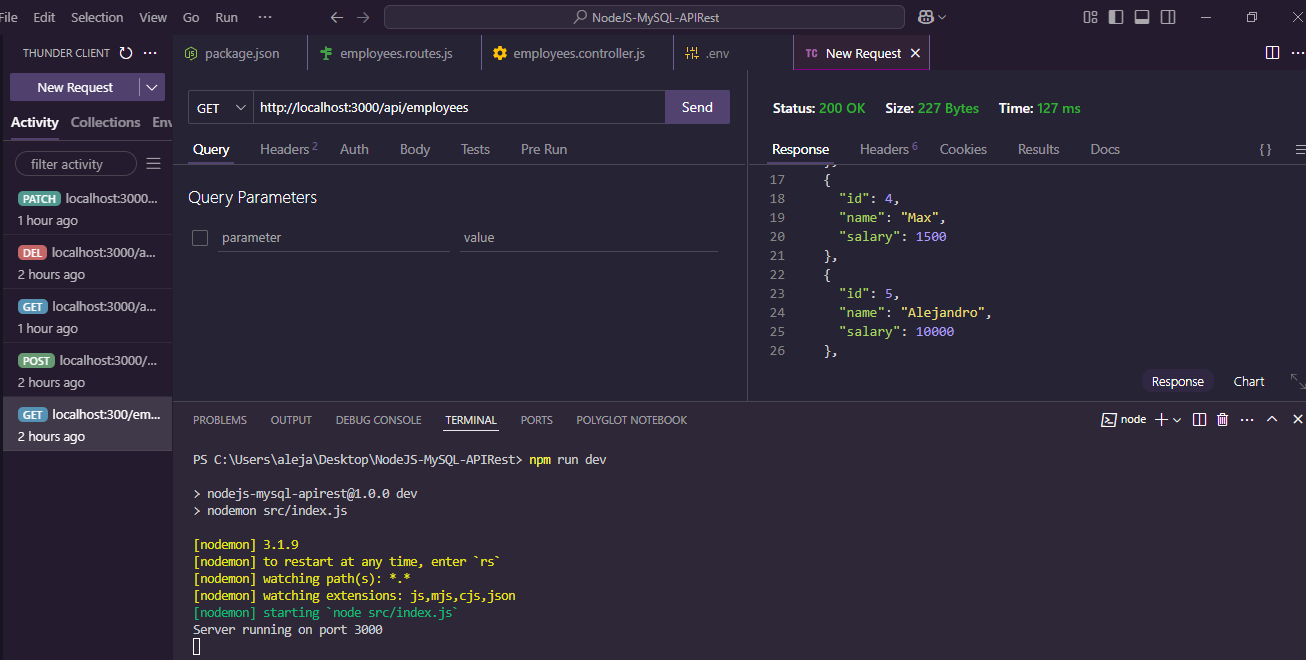 File Edit Selection View Go Run ··· NodeJS-MySQL-APIRest
THUNDER CLIENT ···
package.json employees.routes.js employees.controller.js .env TC New Request
New Request
Activity Collections Env
filter activity
PATCH localhost:3000...
1 hour ago
DEL localhost:3000/a...
2 hours ago
GET localhost:3000/a...
1 hour ago
POST localhost:3000/...
2 hours ago
GET localhost:300/em...
2 hours ago
GET http://localhost:3000/api/employees Send
Query Headers 2 Auth Body Tests Pre Run
Query Parameters
parameter value
Status: 200 OK Size: 227 Bytes Time: 127 ms
Response Headers 6 Cookies Results Docs { }
17 {
18 "id": 4,
19 "name": "Max",
20 "salary": 1500
21 },
22 {
23 "id": 5,
24 "name": "Alejandro",
25 "salary": 10000
26 },
Response Chart
PROBLEMS OUTPUT DEBUG CONSOLE TERMINAL PORTS POLYGLOT NOTEBOOK node
PS C:\Users\aleja\Desktop\NodeJS-MySQL-APIRest> npm run dev
> nodejs-mysql-apirest@1.0.0 dev
> nodemon src/index.js
[nodemon] 3.1.9
[nodemon] to restart at any time, enter `rs`
[nodemon] watching path(s): *.*
[nodemon] watching extensions: js,mjs,cjs,json
[nodemon] starting `node src/index.js`
Server running on port 3000